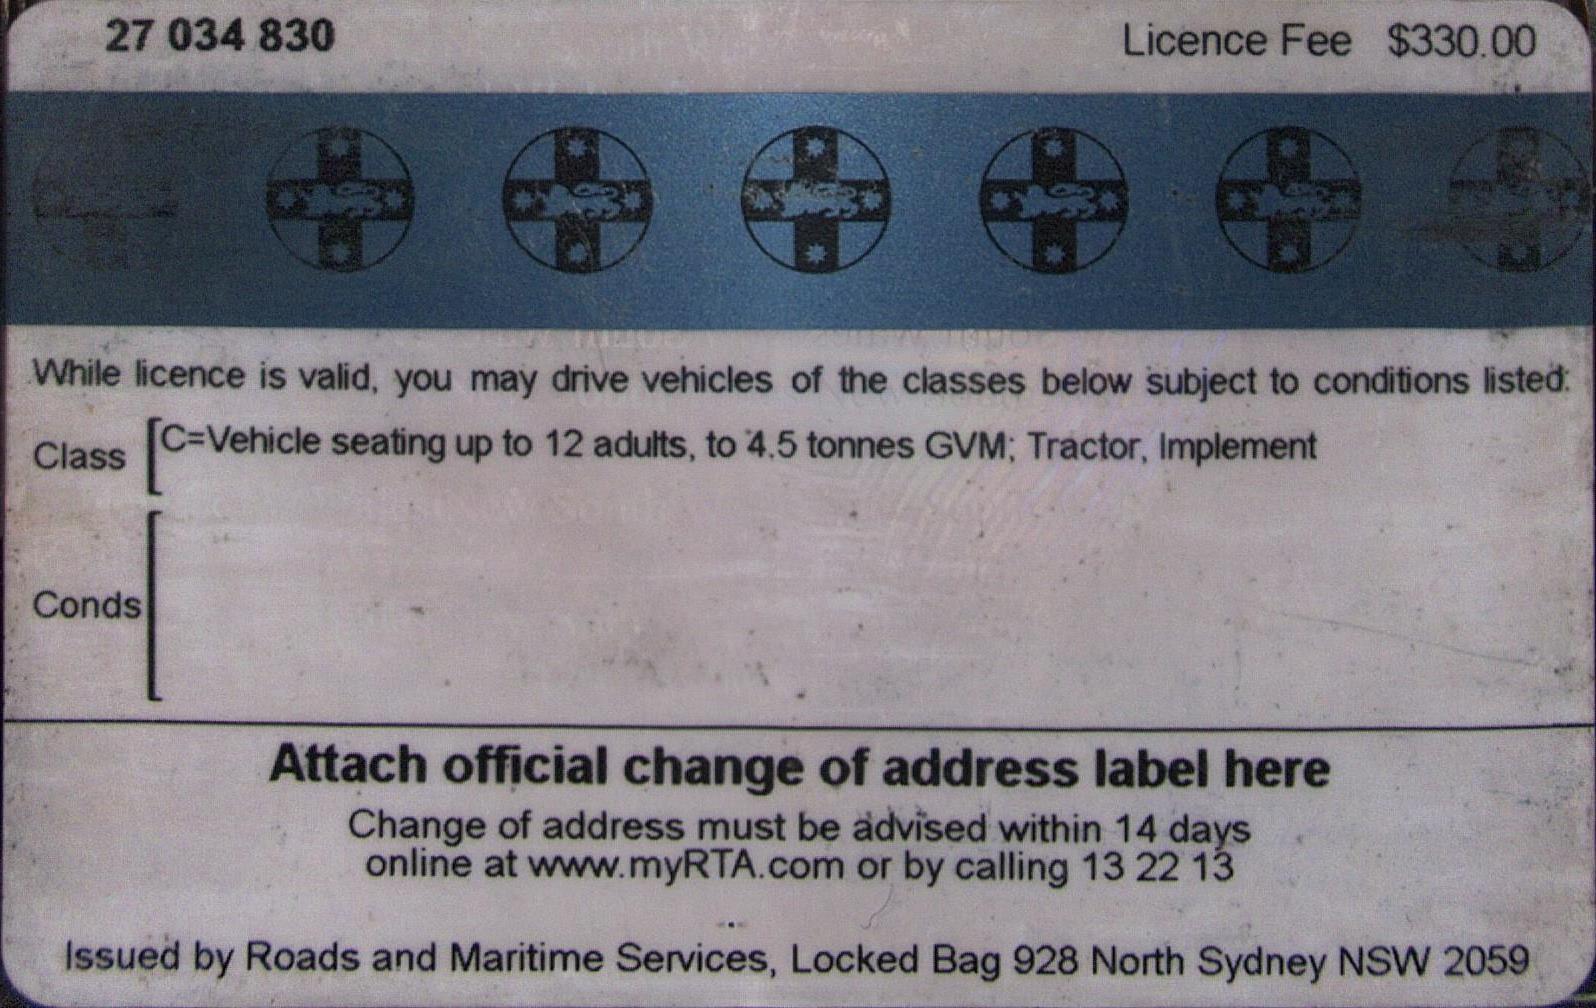 27 034 830 Licence Fee $330.00
While licence is valid, you may drive vehicles of the classes below subject to conditions listed:
Class C=Vehicle seating up to 12 adults, to 4.5 tonnes GVM; Tractor, Implement
Conds
Attach official change of address label here
Change of address must be advised within 14 days
online at www.myRTA.com or by calling 13 22 13
Issued by Roads and Maritime Services, Locked Bag 928 North Sydney NSW 2059